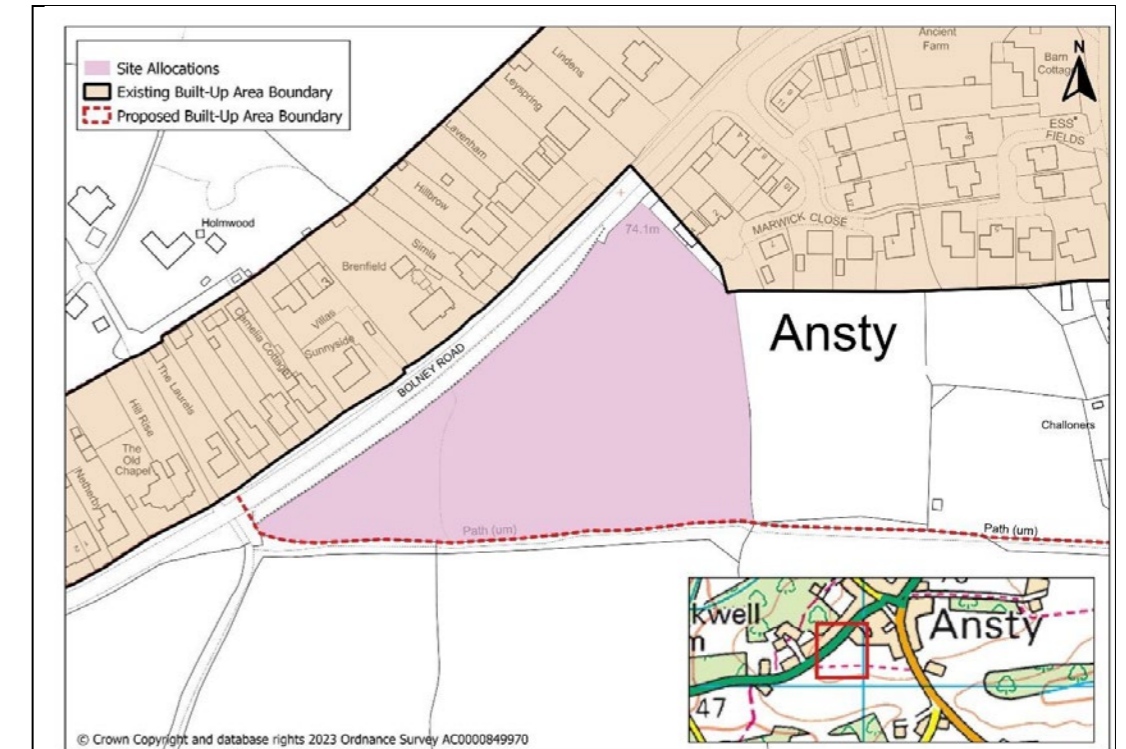 Site Allocations
Existing Built-Up Area Boundary
Proposed Built-Up Area Boundary
N
Lindens
Leyspring
Lavenham
Hillbrow
Simla
Brenfield
Villas
Sunnyside
Camelia Cottage
The Laurels
Hill Rise
The Old
Chapel
Netherby
Holmwood
Ancient
Farm
Barn
Cottag
ESS
FIELDS
MARWICK CLOSE
74.1m
BOLNEY ROAD
Ansty
Challoners
Path (um)
Path (um)
kwell
Ansty
47
© Crown Copyright and database rights 2023 Ordnance Survey AC0000849970